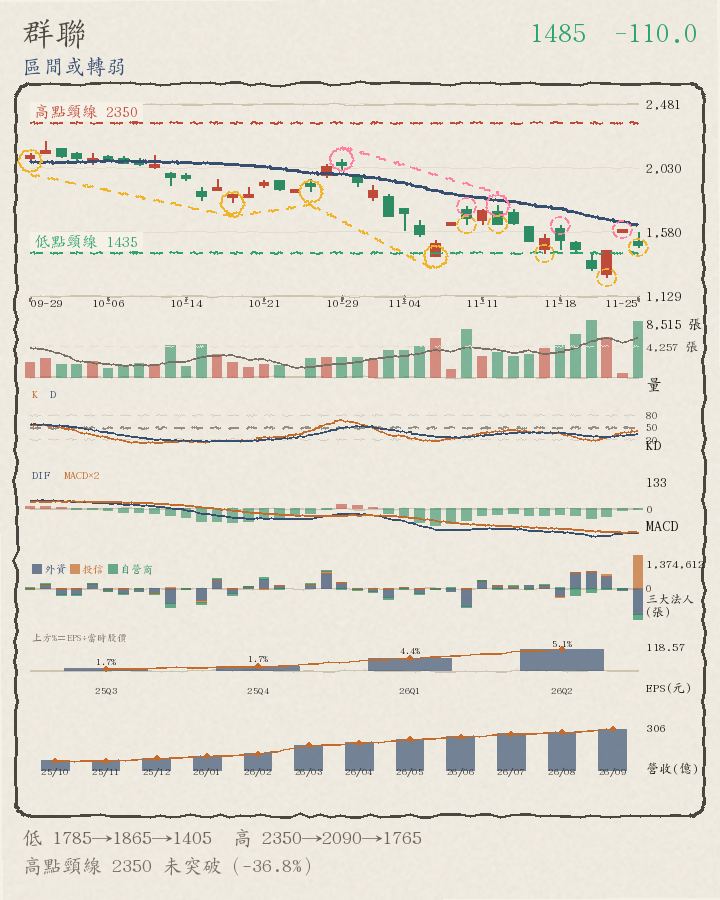 群聯
1485 -110.0
區間或轉弱
高點頸線 2350
2,481
2,030
1,580
低點頸線 1435
1,129
09-29 10-06 10-14 10-21 10-29 11-04 11-11 11-18 11-25
8,515 張
4,257 張
量
K D
80
50
20
KD
DIF MACD×2
133
0
MACD
外資 投信 自營商
1,374,612
0
三大法人
(張)
上方%=EPS÷當時股價
1.7% 1.7% 4.4% 5.1%
118.57
25Q3 25Q4 26Q1 26Q2
EPS(元)
306
25/10 25/11 25/12 26/01 26/02 26/03 26/04 26/05 26/06 26/07 26/08 26/09
營收(億)
低 1785→1865→1405 高 2350→2090→1765
高點頸線 2350 未突破 (-36.8%)